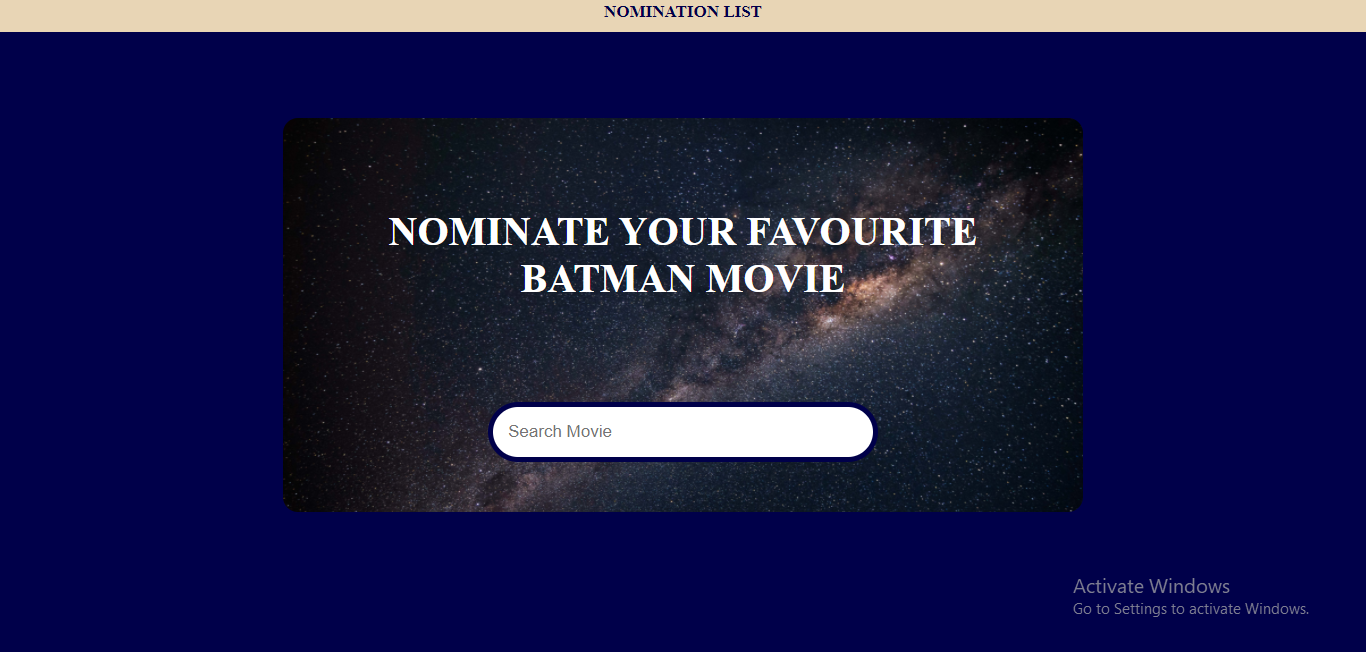 NOMINATION LIST
NOMINATE YOUR FAVOURITE
BATMAN MOVIE
Search Movie
Activate Windows
Go to Settings to activate Windows.